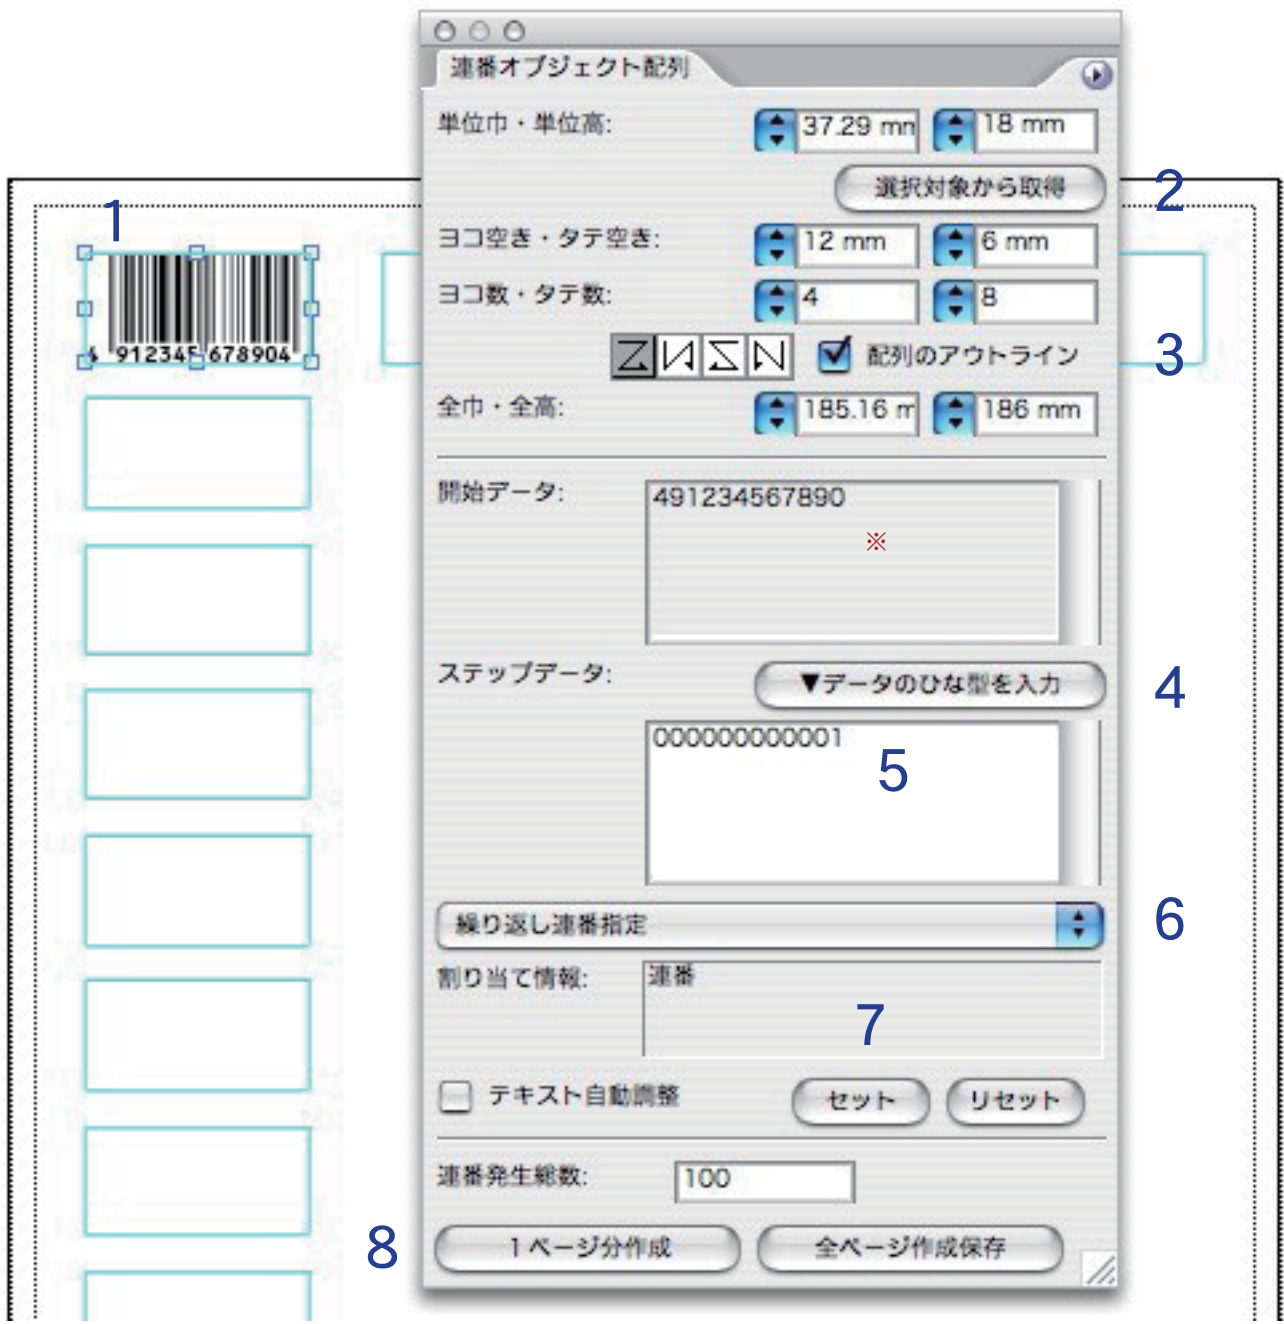 連番オブジェクト配列
単位巾・単位高:
37.29 mm
18 mm
選択対象から取得
2
1
ヨコ空き・タテ空き:
12 mm
6 mm
ヨコ数・タテ数:
4
8
配列のアウトライン
3
4 912345 678904
全巾・全高:
185.16 m
186 mm
開始データ:
491234567890
※
ステップデータ:
▼データのひな型を入力
4
000000000001
5
繰り返し連番指定
6
割り当て情報:
連番
7
テキスト自動調整
セット
リセット
連番発生総数:
100
8
1 ページ分作成
全ページ作成保存